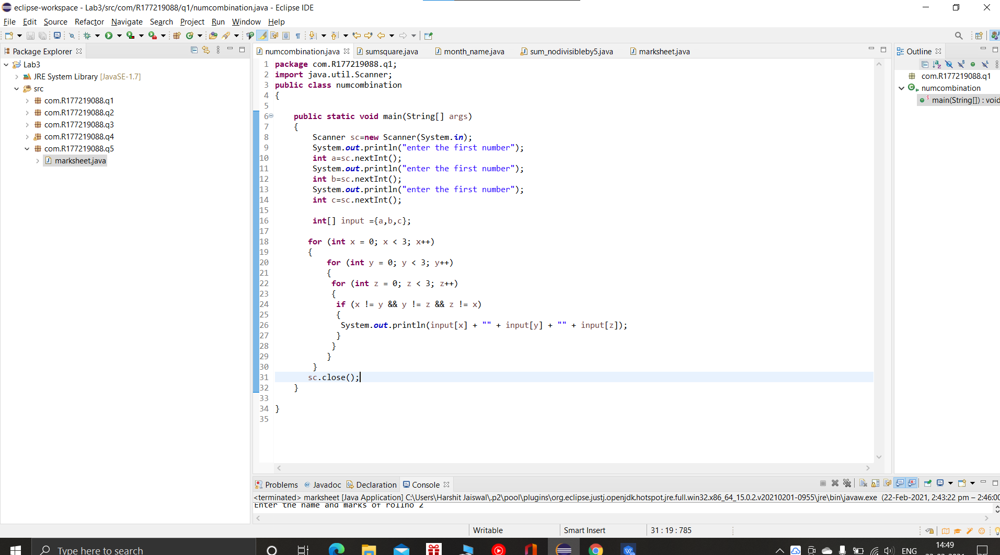 eclipse-workspace - Lab3/src/com/R177219088/q1/numcombination.java - Eclipse IDE
File Edit Source Refactor Navigate Search Project Run Window Help
Package Explorer
Lab3
JRE System Library [JavaSE-1.7]
src
com.R177219088.q1
com.R177219088.q2
com.R177219088.q3
com.R177219088.q4
com.R177219088.q5
marksheet.java
numcombination.java sumsquare.java month_name.java sum_nodivisibleby5.java marksheet.java
1 package com.R177219088.q1;
2 import java.util.Scanner;
3 public class numcombination
4 {
5
6 public static void main(String[] args)
7 {
8 Scanner sc=new Scanner(System.in);
9 System.out.println("enter the first number");
10 int a=sc.nextInt();
11 System.out.println("enter the first number");
12 int b=sc.nextInt();
13 System.out.println("enter the first number");
14 int c=sc.nextInt();
15
16 int[] input ={a,b,c};
17
18 for (int x = 0; x < 3; x++)
19 {
20 for (int y = 0; y < 3; y++)
21 {
22 for (int z = 0; z < 3; z++)
23 {
24 if (x != y && y != z && z != x)
25 {
26 System.out.println(input[x] + "" + input[y] + "" + input[z]);
27 }
28 }
29 }
30 }
31 sc.close();
32 }
33
34 }
35
Outline
com.R177219088.q1
numcombination
main(String[]) : void
Problems @ Javadoc Declaration Console
<terminated> marksheet [Java Application] C:\Users\Harshit Jaiswal\.p2\pool\plugins\org.eclipse.justj.openjdk.hotspot.jre.full.win32.x86_64_15.0.2.v20210201-0955\jre\bin\javaw.exe (22-Feb-2021, 2:43:22 pm – 2:46:00
Enter the name and marks of rollno 2
Writable Smart Insert 31 : 19 : 785
Type here to search
ENG
14:49